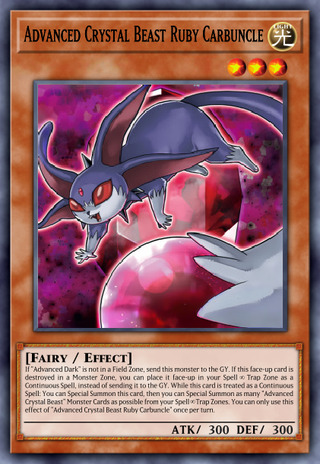 Advanced Crystal Beast Ruby Carbuncle
LIGHT
光
[Fairy / Effect]
If "Advanced Dark" is not in a Field Zone, send this monster to the GY. If this face-up card is
destroyed in a Monster Zone, you can place it face-up in your Spell & Trap Zone as a
Continuous Spell, instead of sending it to the GY. While this card is treated as a Continuous
Spell: You can Special Summon this card, then you can Special Summon as many "Advanced
Crystal Beast" Monster Cards as possible from your Spell & Trap Zones. You can only use this
effect of "Advanced Crystal Beast Ruby Carbuncle" once per turn.
ATK/ 300 DEF/ 300